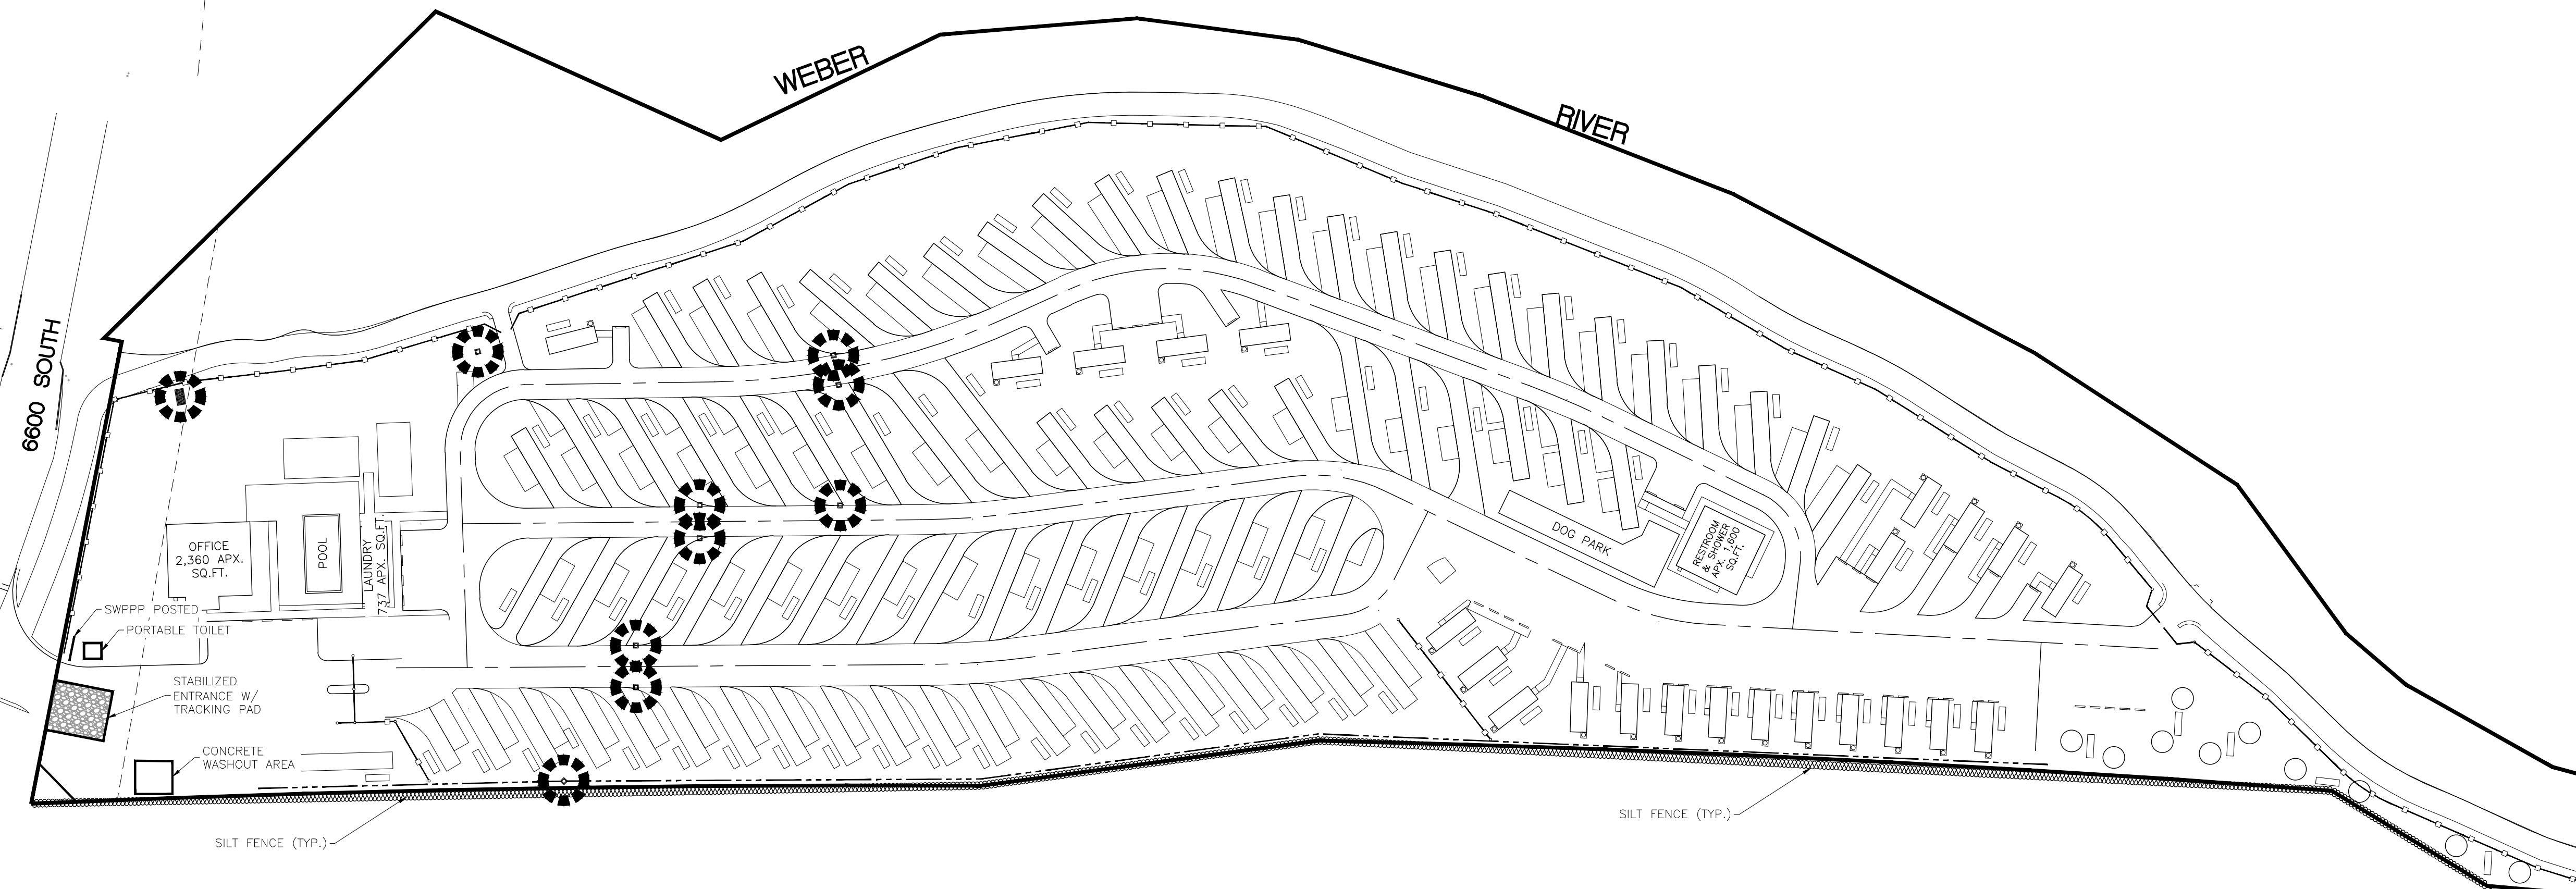 WEBER
RIVER
6600 SOUTH
OFFICE
2,360 APX.
SQ.FT.
POOL
LAUNDRY
737 APX. SQ.FT.
DOG PARK
RESTROOM
& SHOWER
APX. 1,600
SQ.FT.
SWPPP POSTED
PORTABLE TOILET
STABILIZED
ENTRANCE W/
TRACKING PAD
CONCRETE
WASHOUT AREA
SILT FENCE (TYP.)
SILT FENCE (TYP.)